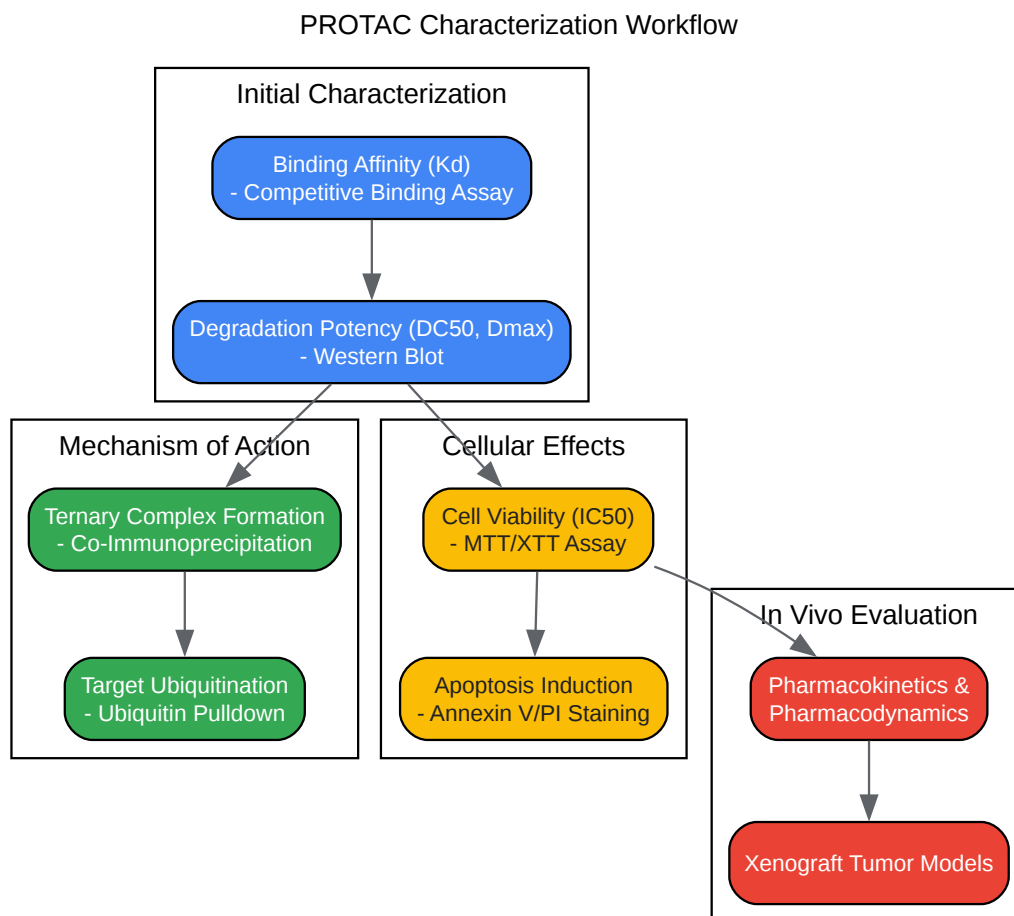 PROTAC Characterization Workflow
Initial Characterization
Binding Affinity (Kd)
- Competitive Binding Assay
Degradation Potency (DC50, Dmax)
- Western Blot
Mechanism of Action
Ternary Complex Formation
- Co-Immunoprecipitation
Target Ubiquitination
- Ubiquitin Pulldown
Cellular Effects
Cell Viability (IC50)
- MTT/XTT Assay
Apoptosis Induction
- Annexin V/PI Staining
In Vivo Evaluation
Pharmacokinetics &
Pharmacodynamics
Xenograft Tumor Models